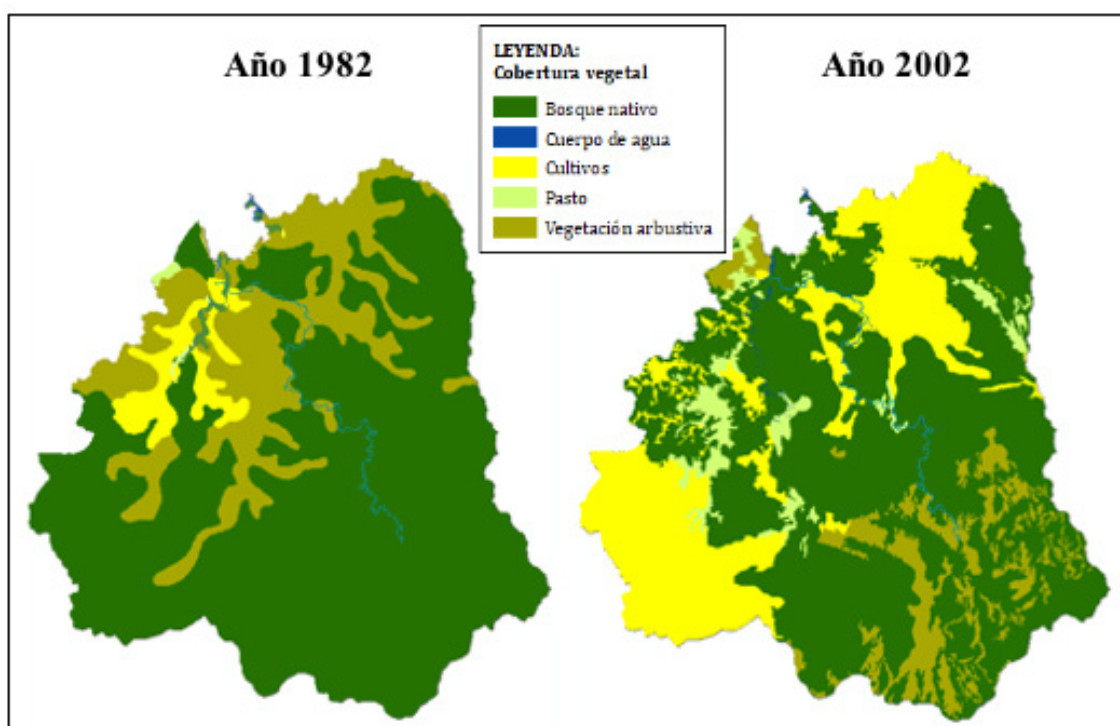 Año 1982
LEYENDA:
Cobertura vegetal
Bosque nativo
Cuerpo de agua
Cultivos
Pasto
Vegetación arbustiva
Año 2002